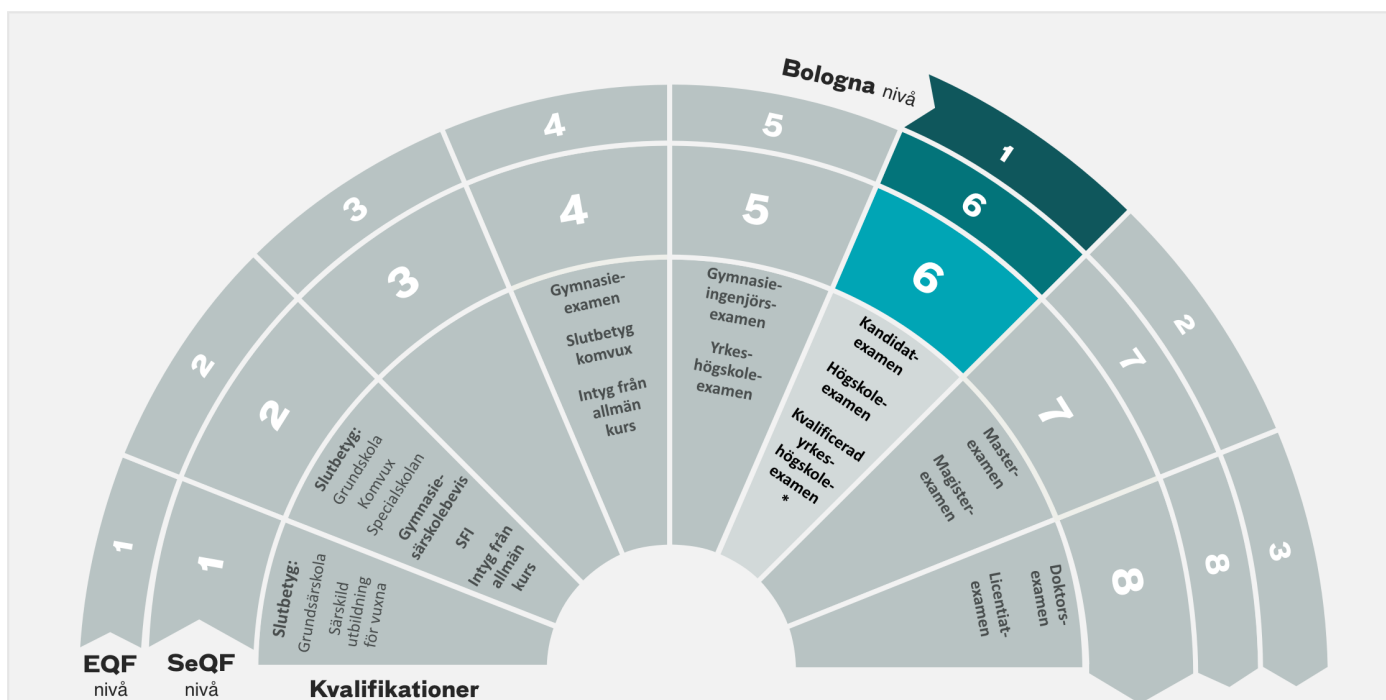 Bologna nivå
1
2
3
1
2
3
4
5
6
7
8
1
2
3
4
5
6
7
8
Slutbetyg:
Grundsärskola
Särskild
utbildning
för vuxna
Slutbetyg:
Grundskola
Komvux
Specialskolan
Gymnasie-
särskolebevis
SFI
Intyg från
allmän
kurs
Gymnasie-
examen
Slutbetyg
komvux
Intyg från
allmän
kurs
Gymnasie-
ingenjörs-
examen
Yrkes-
högskole-
examen
Kandidat-
examen
Högskole-
examen
Kvalificerad
yrkes-
högskole-
examen
*
Master-
examen
Magister-
examen
Doktors-
examen
Licentiat-
examen
EQF
nivå
SeQF
nivå
Kvalifikationer